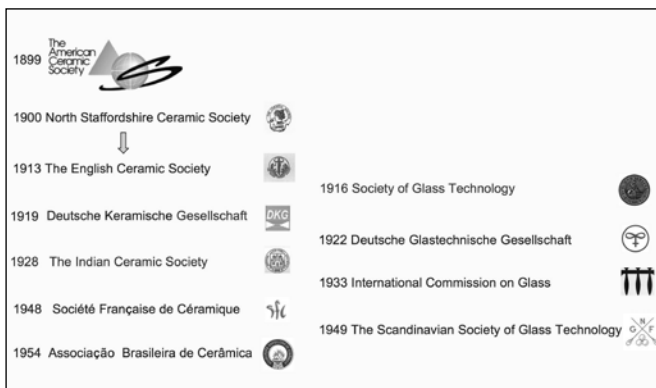 1899 The American Ceramic Society
1900 North Staffordshire Ceramic Society
1913 The English Ceramic Society
1919 Deutsche Keramische Gesellschaft DKG
1928 The Indian Ceramic Society
1948 Société Française de Céramique sfc
1954 Associação Brasileira de Cerâmica
1916 Society of Glass Technology
1922 Deutsche Glastechnische Gesellschaft
1933 International Commission on Glass
1949 The Scandinavian Society of Glass Technology N G F